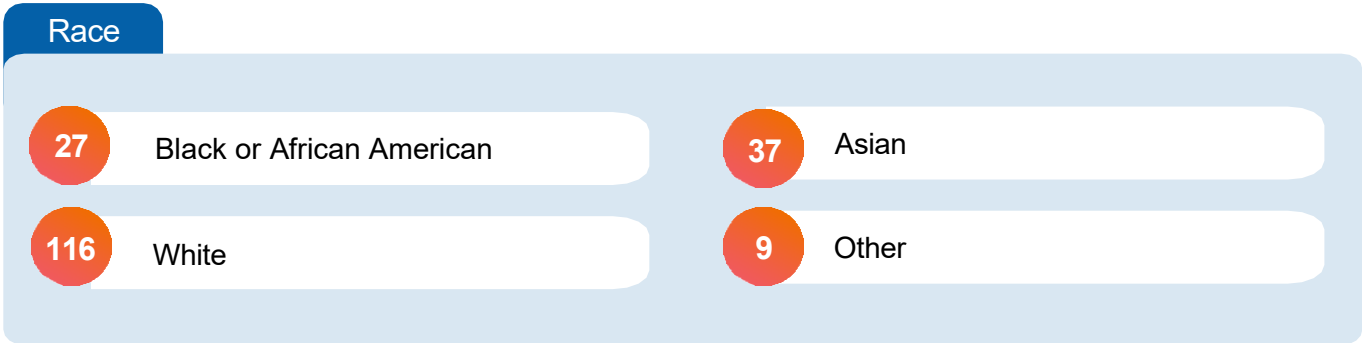 Race
27 Black or African American
37 Asian
116 White
9 Other